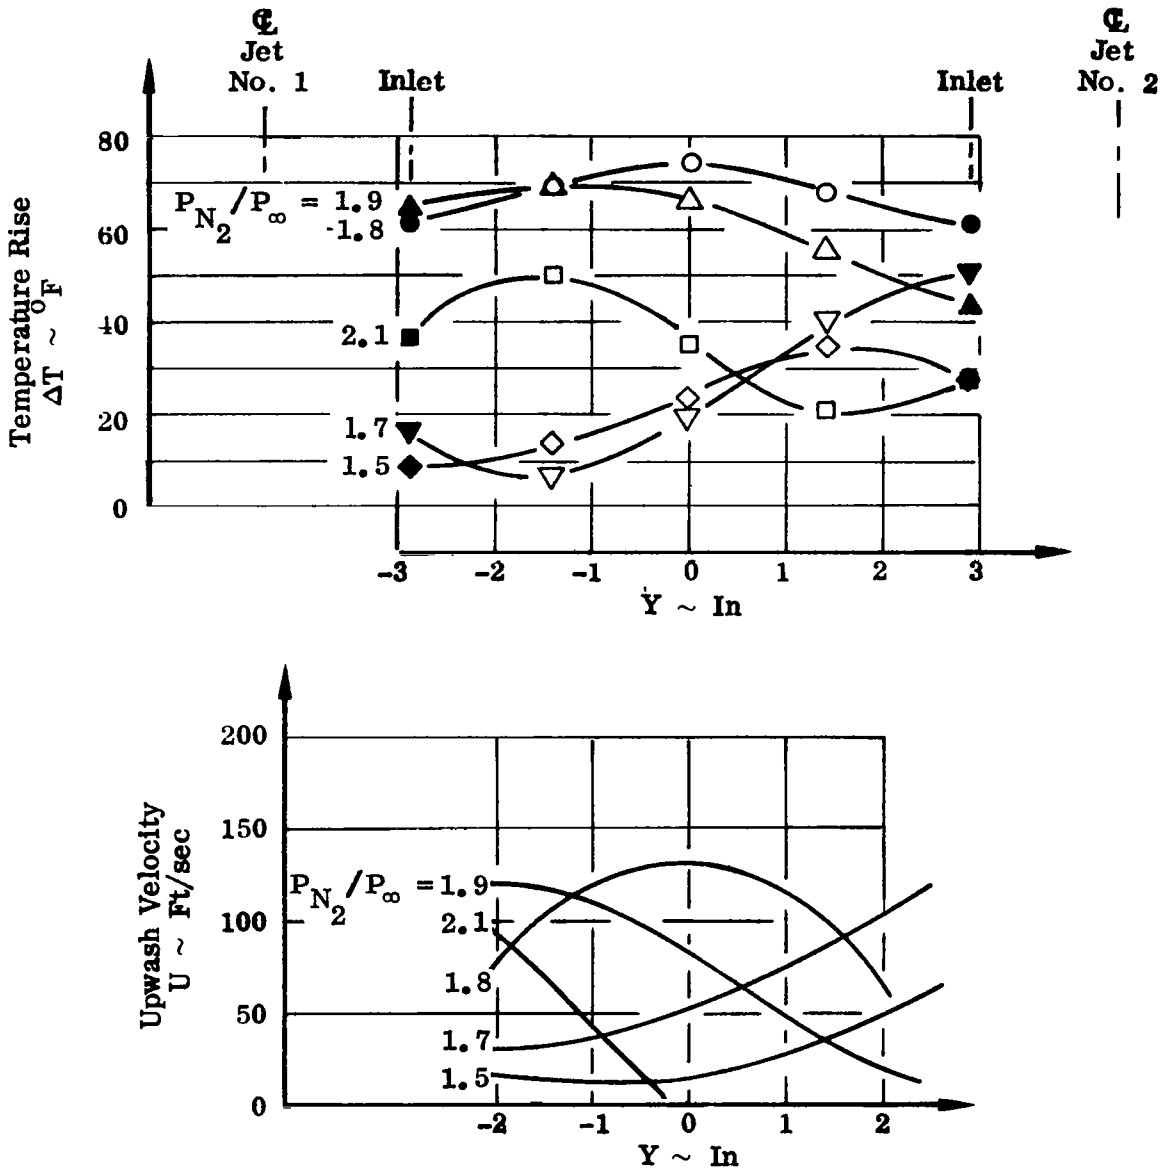 ℄ ℄
Jet Jet
No. 1 Inlet Inlet No. 2
80
P_N₂/P∞ = 1.9
1.8
60
40
2.1
20
1.7
1.5
0
Temperature Rise
ΔT ~ °F
-3 -2 -1 0 1 2 3
Y ~ In
200
150
P_N₂/P∞ = 1.9
100
2.1
1.8
50
1.7
1.5
0
Upwash Velocity
U ~ Ft/sec
-2 -1 0 1 2
Y ~ In